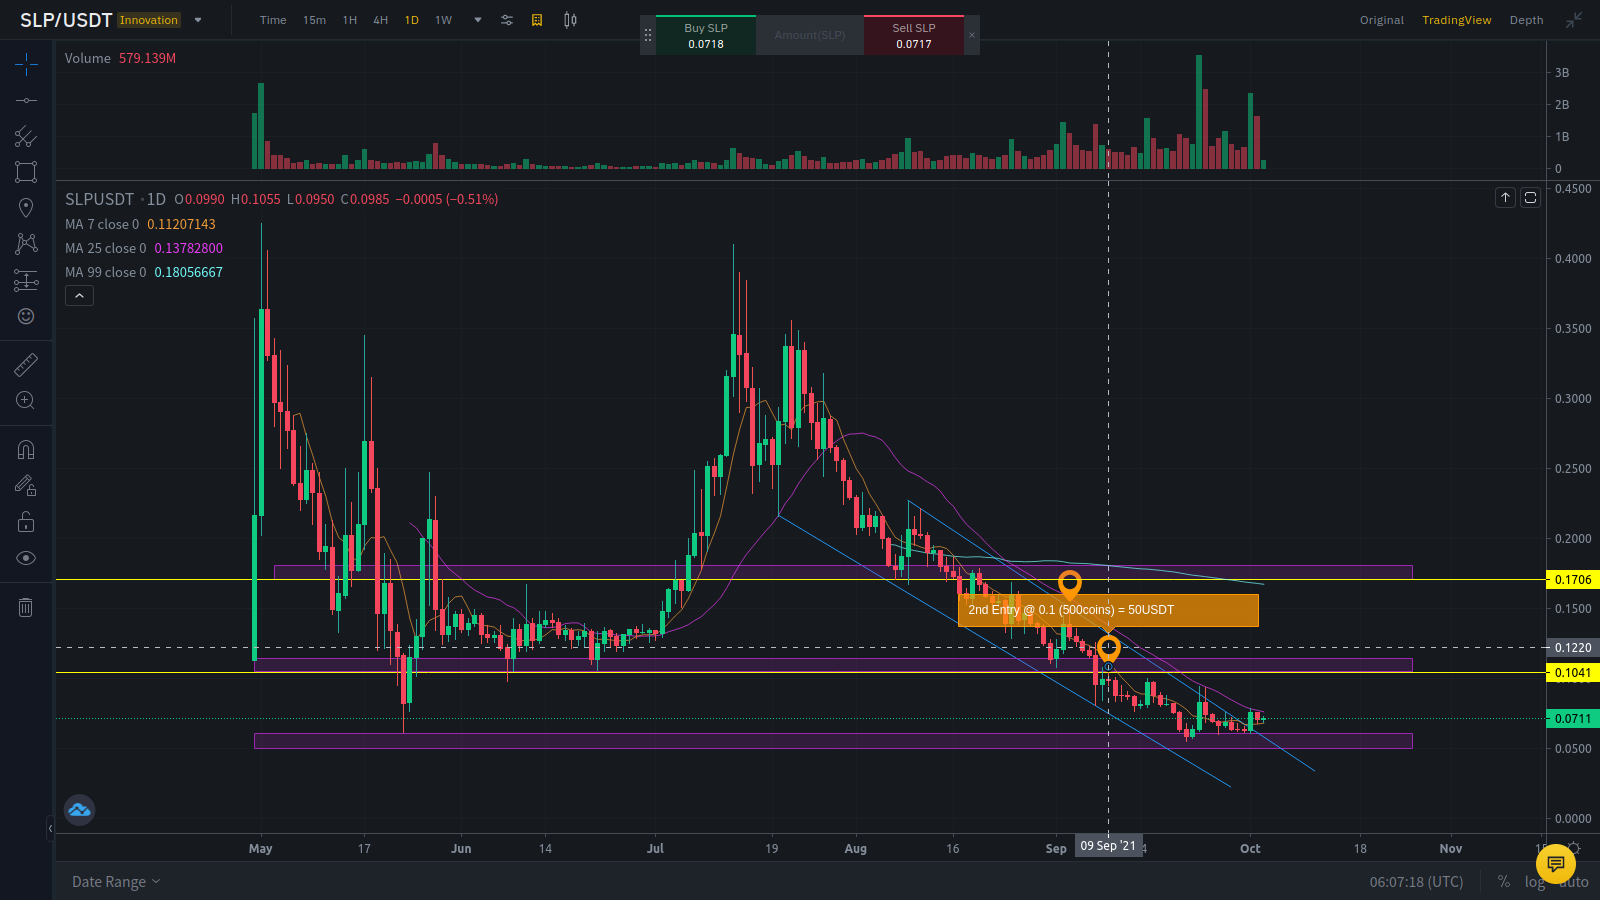 SLP/USDT Innovation
Time 15m 1H 4H 1D 1W
Buy SLP
0.0718
Amount(SLP)
Sell SLP
0.0717
×
Original TradingView Depth
Volume 579.139M
3B
2B
1B
0
SLPUSDT · 1D O0.0990 H0.1055 L0.0950 C0.0985 −0.0005 (−0.51%)
MA 7 close 0 0.11207143
MA 25 close 0 0.13782800
MA 99 close 0 0.18056667
0.4500
0.4000
0.3500
0.3000
0.2500
0.2000
0.1706
0.1500
2nd Entry @ 0.1 (500coins) = 50USDT
0.1220
0.1041
0.0711
0.0500
0.0000
May 17 Jun 14 Jul 19 Aug 16 Sep 09 Sep '21 Oct 18 Nov
Date Range
06:07:18 (UTC) % log auto